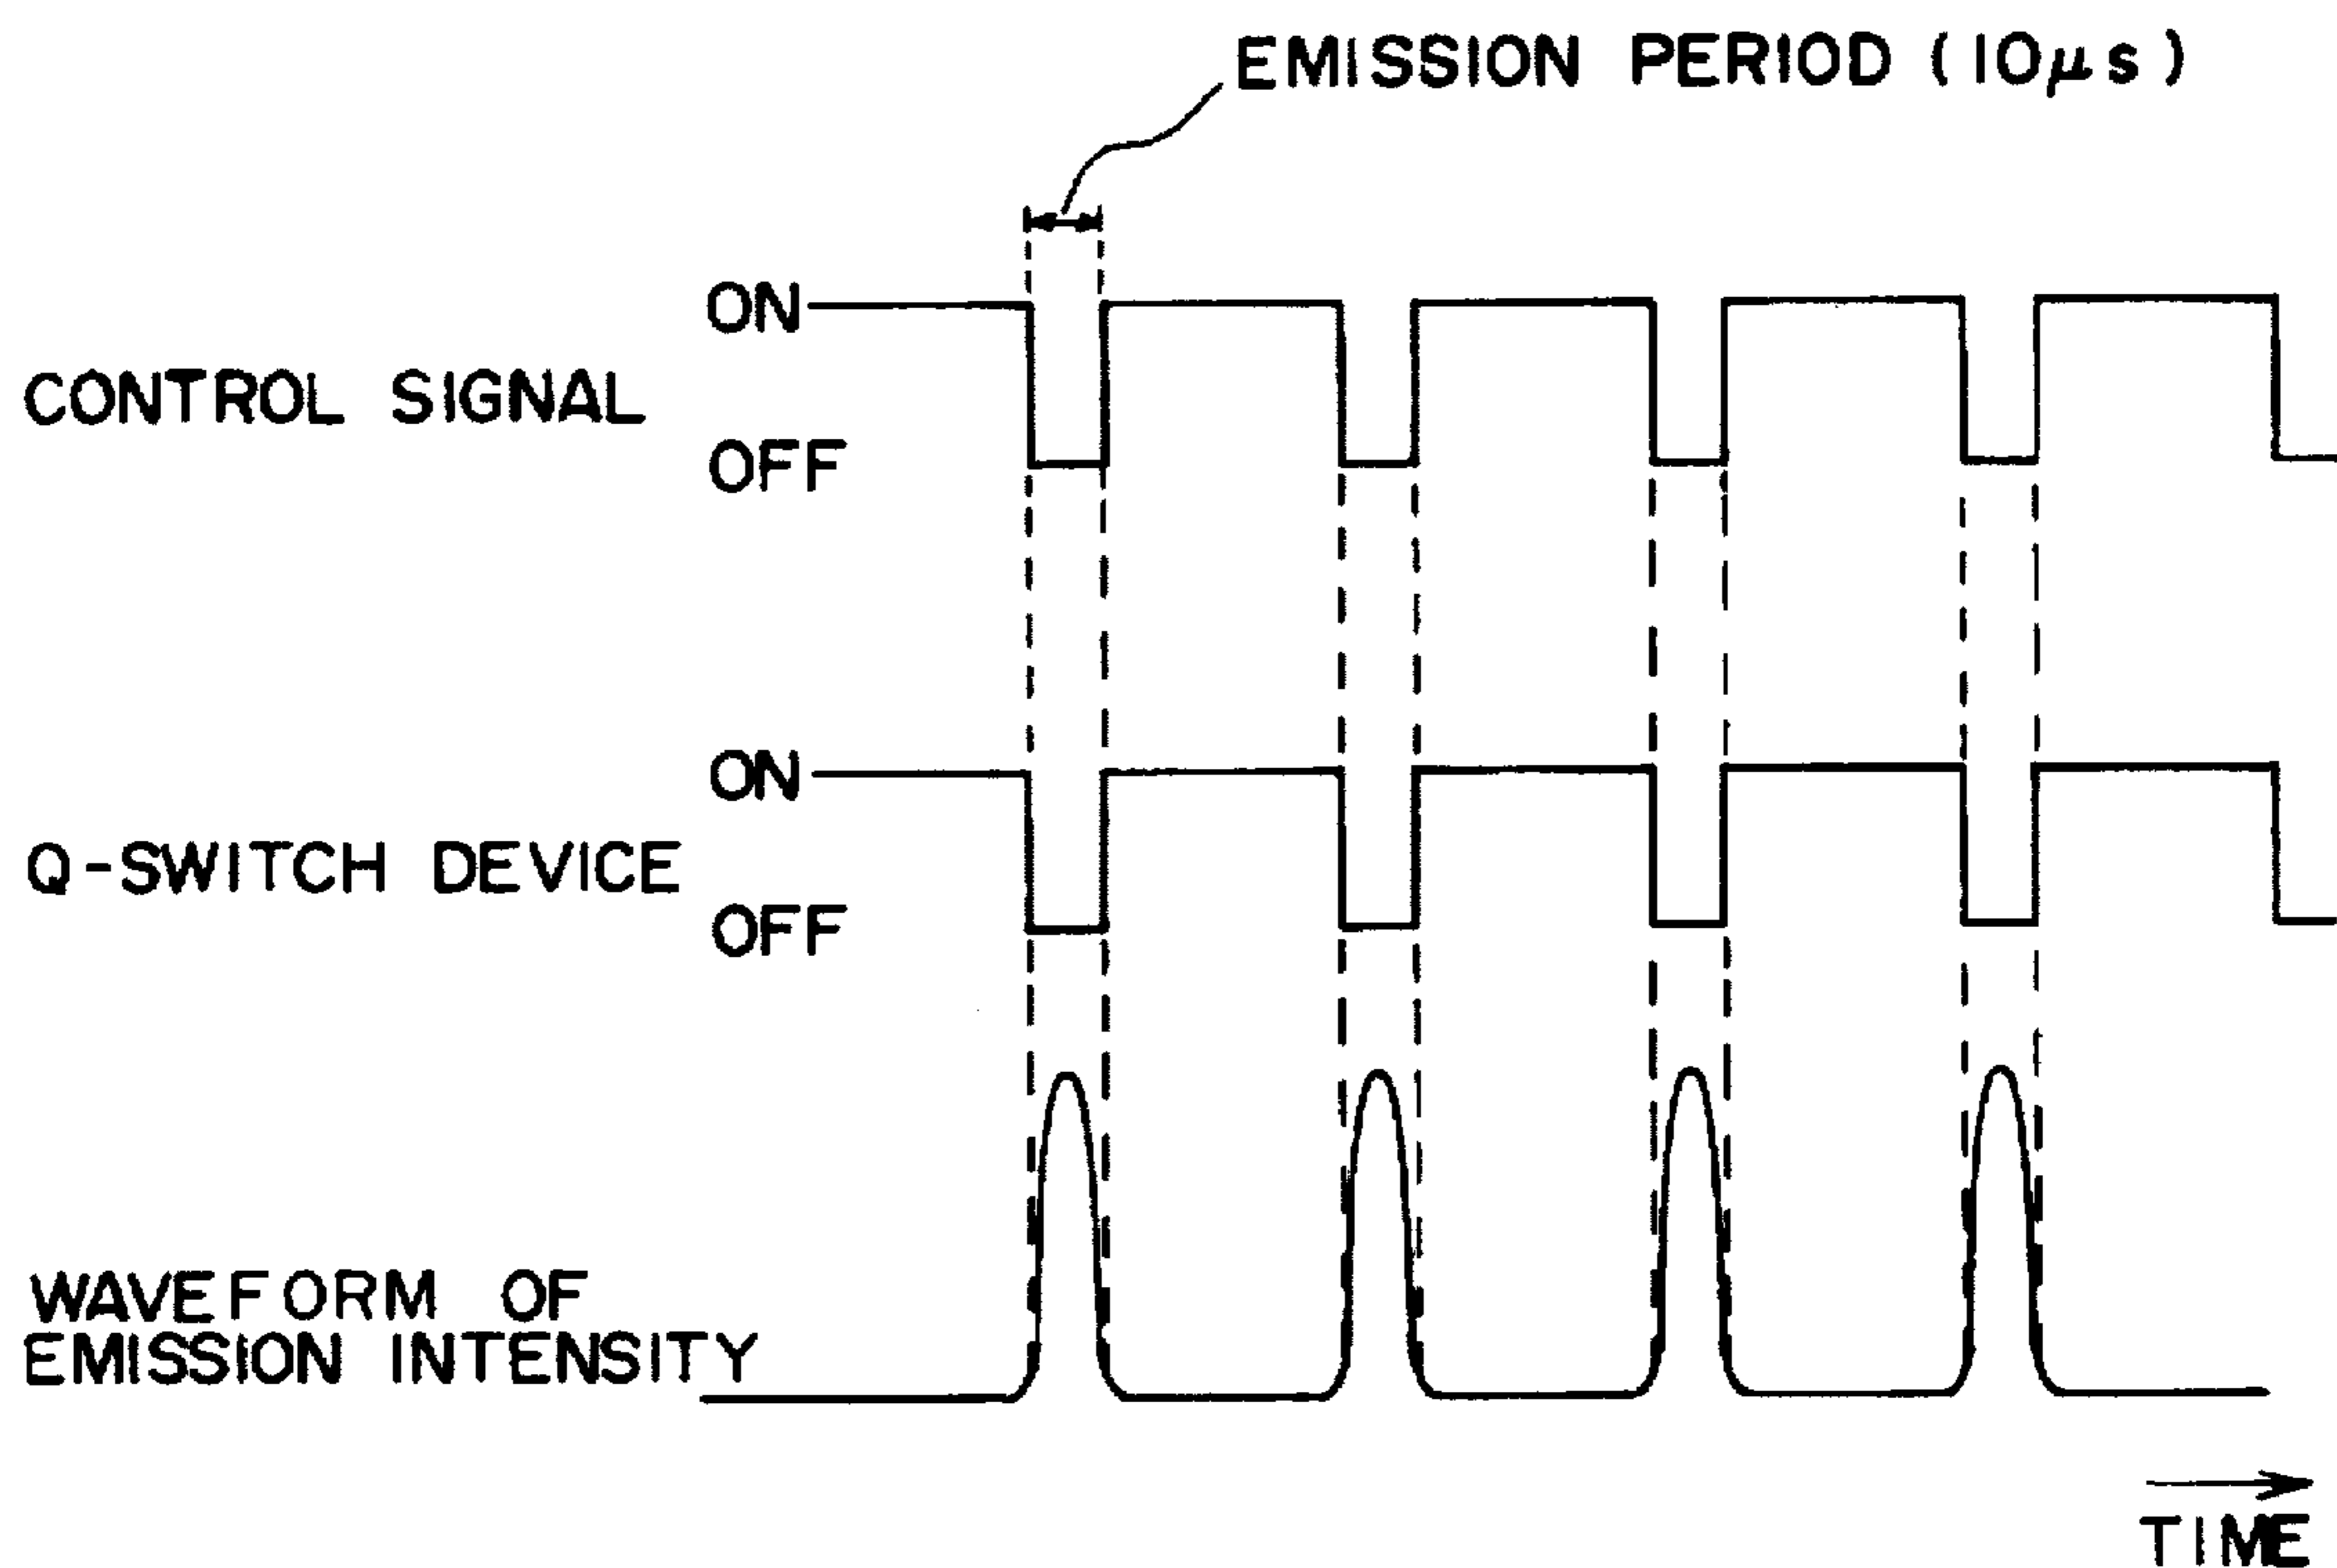 EMISSION PERIOD (10μs)
ON
CONTROL SIGNAL
OFF
ON
Q-SWITCH DEVICE
OFF
WAVEFORM OF
EMISSION INTENSITY
TIME